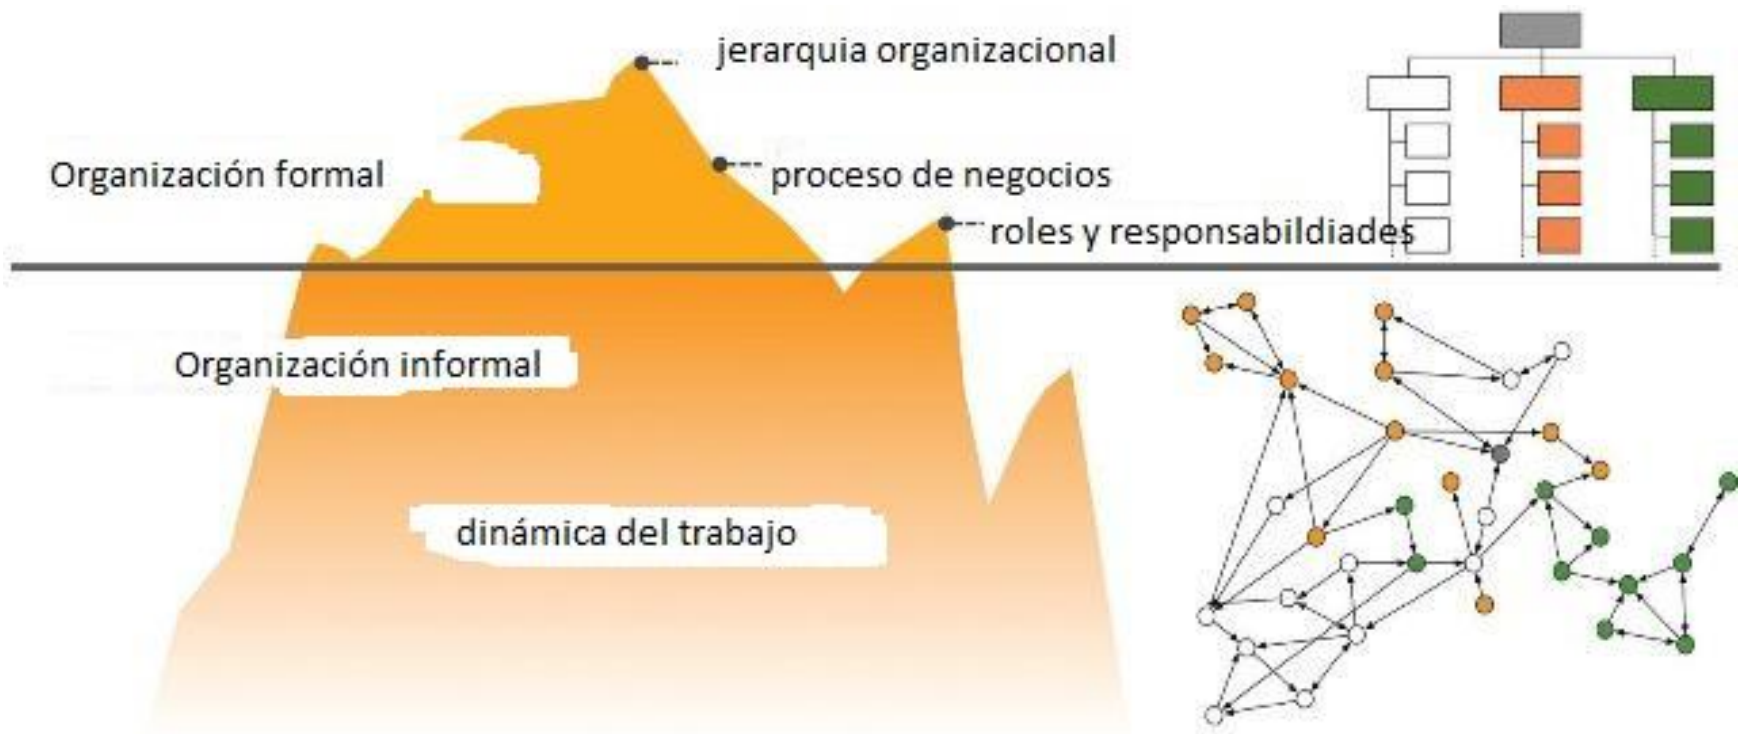 jerarquia organizacional
Organización formal
proceso de negocios
roles y responsabildiades
Organización informal
dinámica del trabajo